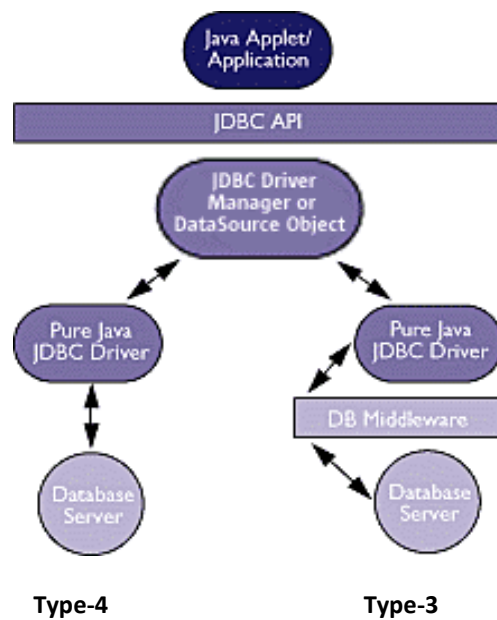 Java Applet/
Application
JDBC API
JDBC Driver
Manager or
DataSource Object
Pure Java
JDBC Driver
Pure Java
JDBC Driver
DB Middleware
Database
Server
Database
Server
Type-4
Type-3